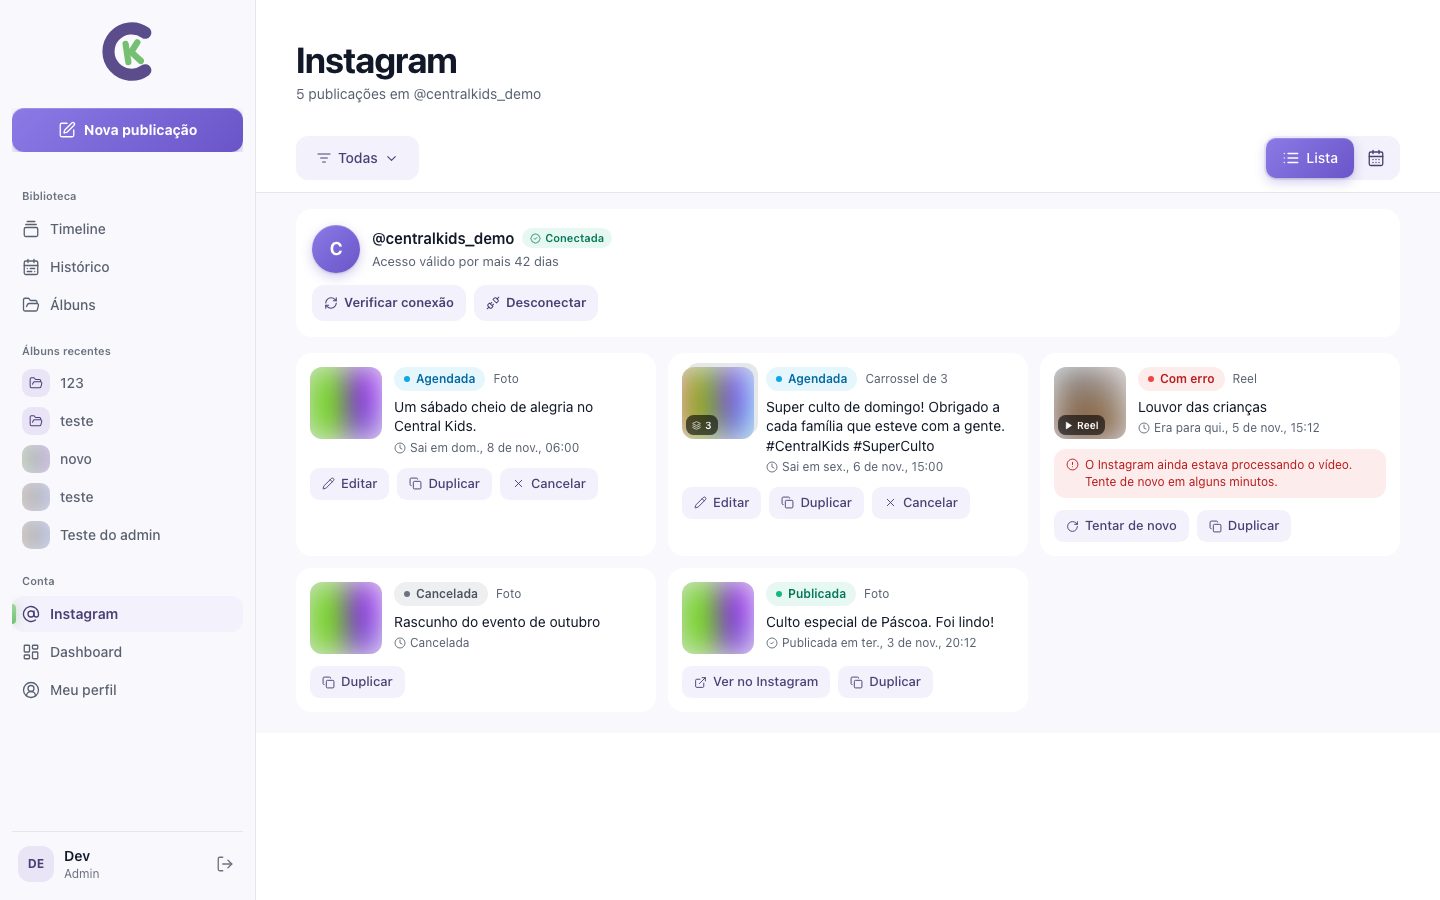 CK
Nova publicação
Biblioteca
Timeline
Histórico
Álbuns
Álbuns recentes
123
teste
novo
teste
Teste do admin
Conta
Instagram
Dashboard
Meu perfil
DE
Dev
Admin
Instagram
5 publicações em @centralkids_demo
Todas
Lista
C
@centralkids_demo
Conectada
Acesso válido por mais 42 dias
Verificar conexão
Desconectar
Agendada
Foto
Um sábado cheio de alegria no
Central Kids.
Sai em dom., 8 de nov., 06:00
Editar
Duplicar
Cancelar
3
Agendada
Carrossel de 3
Super culto de domingo! Obrigado a
cada família que esteve com a gente.
#CentralKids #SuperCulto
Sai em sex., 6 de nov., 15:00
Editar
Duplicar
Cancelar
Reel
Com erro
Reel
Louvor das crianças
Era para qui., 5 de nov., 15:12
O Instagram ainda estava processando o vídeo.
Tente de novo em alguns minutos.
Tentar de novo
Duplicar
Cancelada
Foto
Rascunho do evento de outubro
Cancelada
Duplicar
Publicada
Foto
Culto especial de Páscoa. Foi lindo!
Publicada em ter., 3 de nov., 20:12
Ver no Instagram
Duplicar